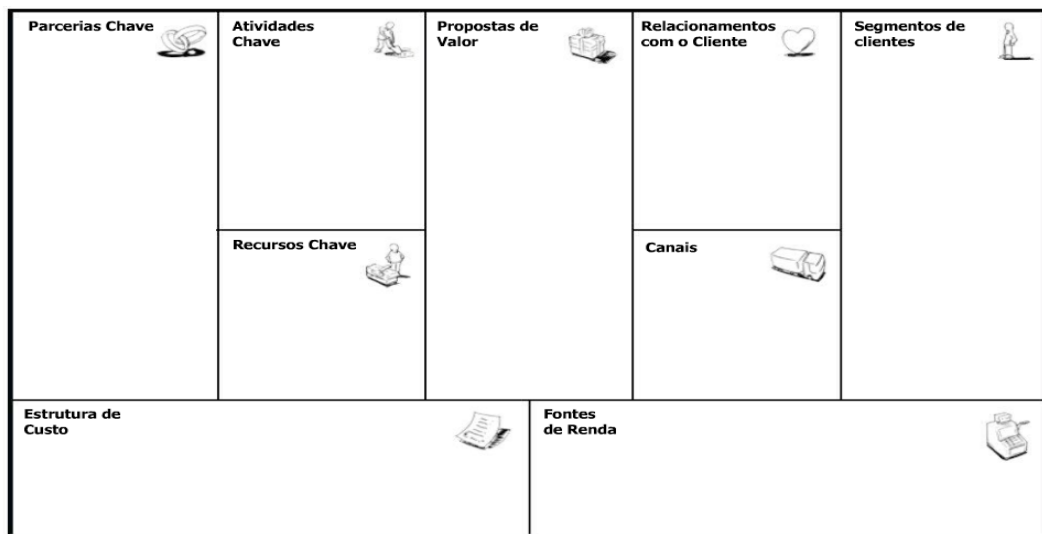 Parcerias Chave
Atividades
Chave
Propostas de
Valor
Relacionamentos
com o Cliente
Segmentos de
clientes
Recursos Chave
Canais
Estrutura de
Custo
Fontes
de Renda